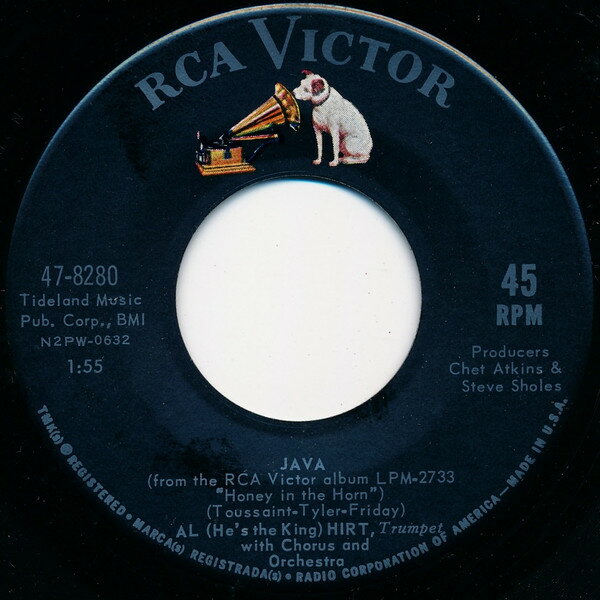 RCA VICTOR
47-8280
Tideland Music
Pub. Corp., BMI
N2PW-0632
1:55
45
RPM
Producers
Chet Atkins &
Steve Sholes
JAVA
(from the RCA Victor album LPM-2733
"Honey in the Horn")
(Toussaint-Tyler-Friday)
AL (He's the King) HIRT, Trumpet
with Chorus and
Orchestra
TMK(s) ® REGISTERED • MARCA(s) REGISTRADA(s) • RADIO CORPORATION OF AMERICA—MADE IN U.S.A.